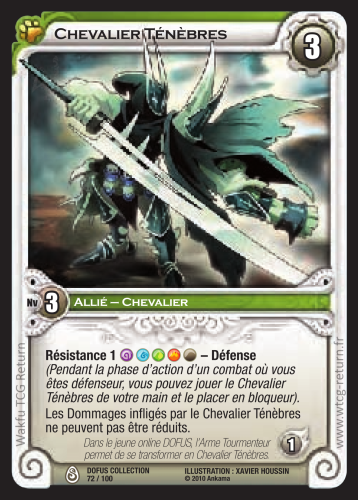 Chevalier Ténèbres
3
Nv 3
Allié – Chevalier
Résistance 1 – Défense
(Pendant la phase d'action d'un combat où vous
êtes défenseur, vous pouvez jouer le Chevalier
Ténèbres de votre main et le placer en bloqueur).
Les Dommages infligés par le Chevalier Ténèbres
ne peuvent pas être réduits.
Dans le jeune online DOFUS, l'Arme Tourmenteur
permet de se transformer en Chevalier Ténèbres.
1
DOFUS COLLECTION
72 / 100
ILLUSTRATION : XAVIER HOUSSIN
© 2010 Ankama
Wakfu TCG Return
www.wtcg-return.fr